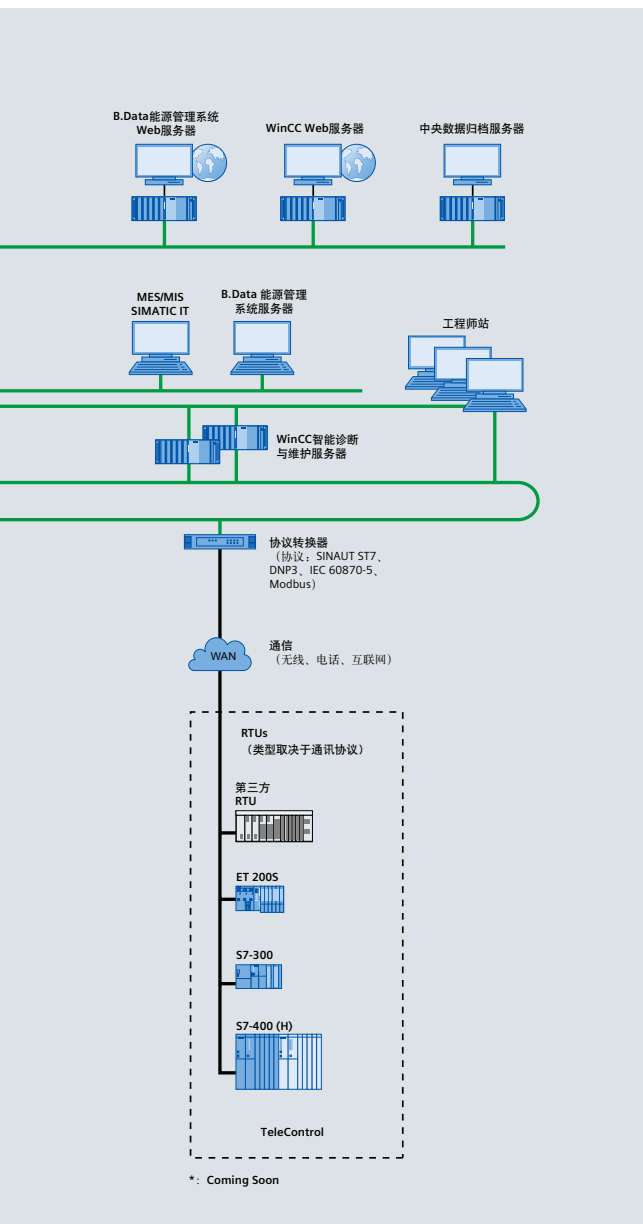 B.Data能源管理系统
Web服务器
WinCC Web服务器
中央数据归档服务器
MES/MIS
SIMATIC IT
B.Data 能源管理
系统服务器
工程师站
WinCC智能诊断
与维护服务器
协议转换器
（协议：SINAUT ST7、
DNP3、IEC 60870-5、
Modbus）
WAN
通信
（无线、电话、互联网）
RTUs
（类型取决于通讯协议）
第三方
RTU
ET 200S
S7-300
S7-400 (H)
TeleControl
*：Coming Soon